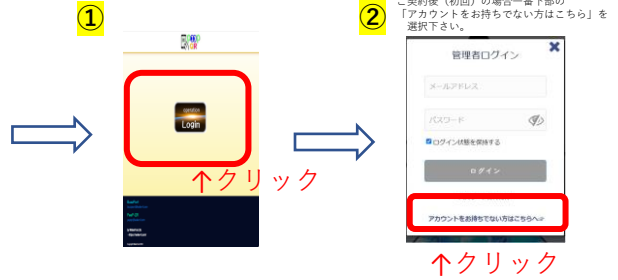 ①
Login
↑クリック
②
ご契約後（初回）の場合一番下部の
「アカウントをお持ちでない方はこちら」を
選択下さい。
管理者ログイン
メールアドレス
パスワード
ログイン状態を保持する
ログイン
アカウントを お持ちでない方はこちらへ☞
↑クリック